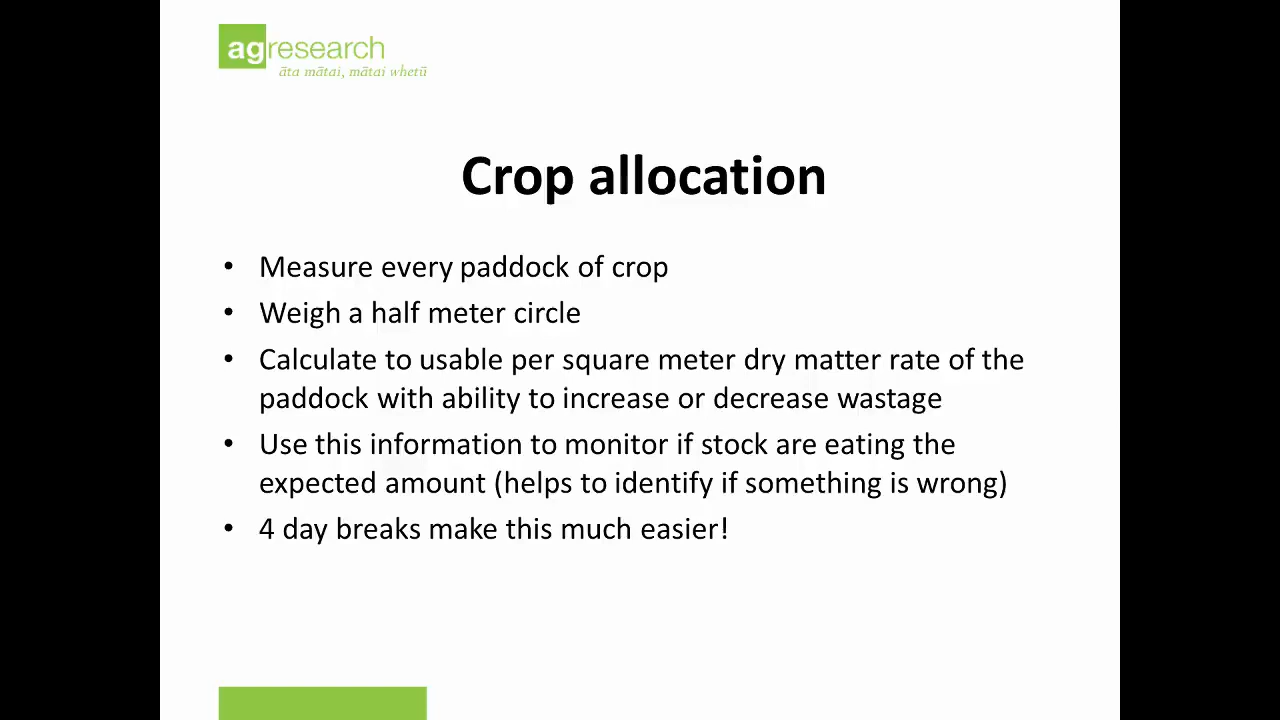 agresearch
āta mātai, mātai whetū
Crop allocation
• Measure every paddock of crop
• Weigh a half meter circle
• Calculate to usable per square meter dry matter rate of the
paddock with ability to increase or decrease wastage
• Use this information to monitor if stock are eating the
expected amount (helps to identify if something is wrong)
• 4 day breaks make this much easier!